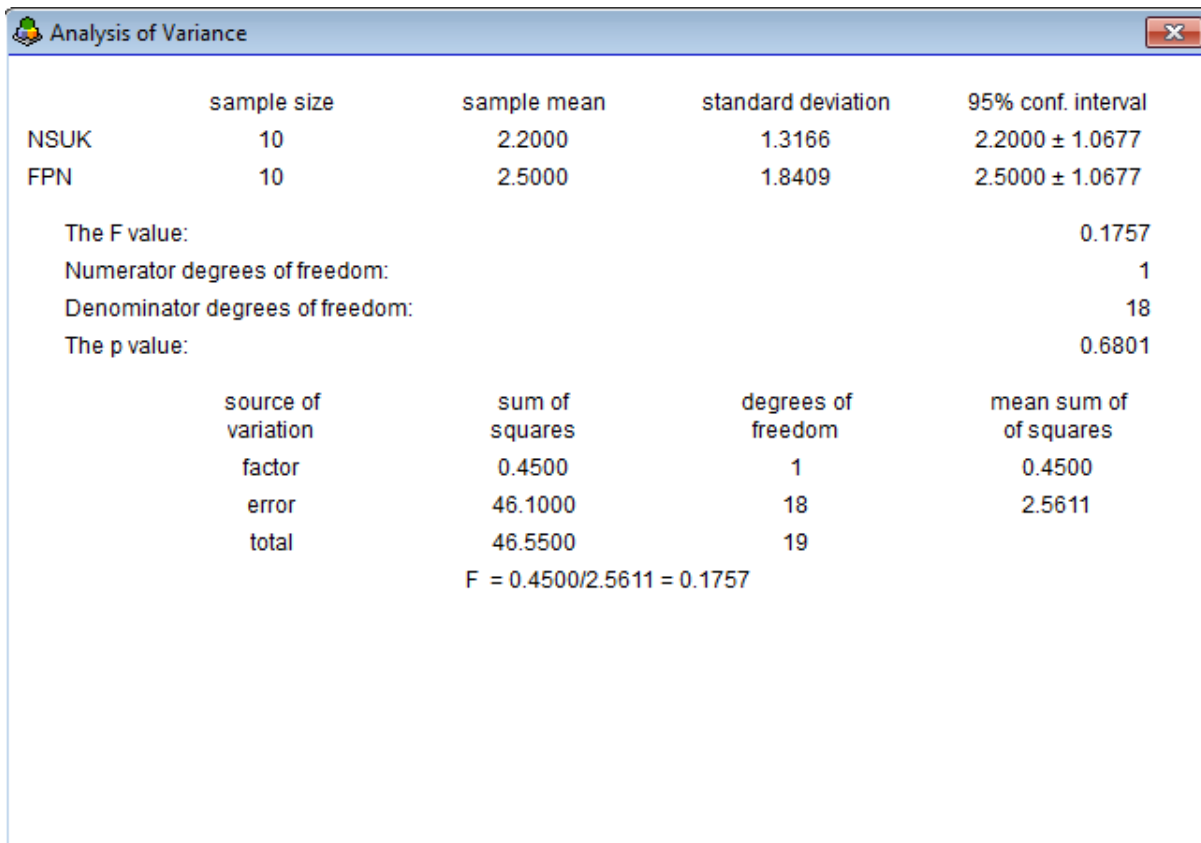 Analysis of Variance
sample size sample mean standard deviation 95% conf. interval
NSUK 10 2.2000 1.3166 2.2000 ± 1.0677
FPN 10 2.5000 1.8409 2.5000 ± 1.0677
The F value: 0.1757
Numerator degrees of freedom: 1
Denominator degrees of freedom: 18
The p value: 0.6801
source of sum of degrees of mean sum of
variation squares freedom of squares
factor 0.4500 1 0.4500
error 46.1000 18 2.5611
total 46.5500 19
F = 0.4500/2.5611 = 0.1757